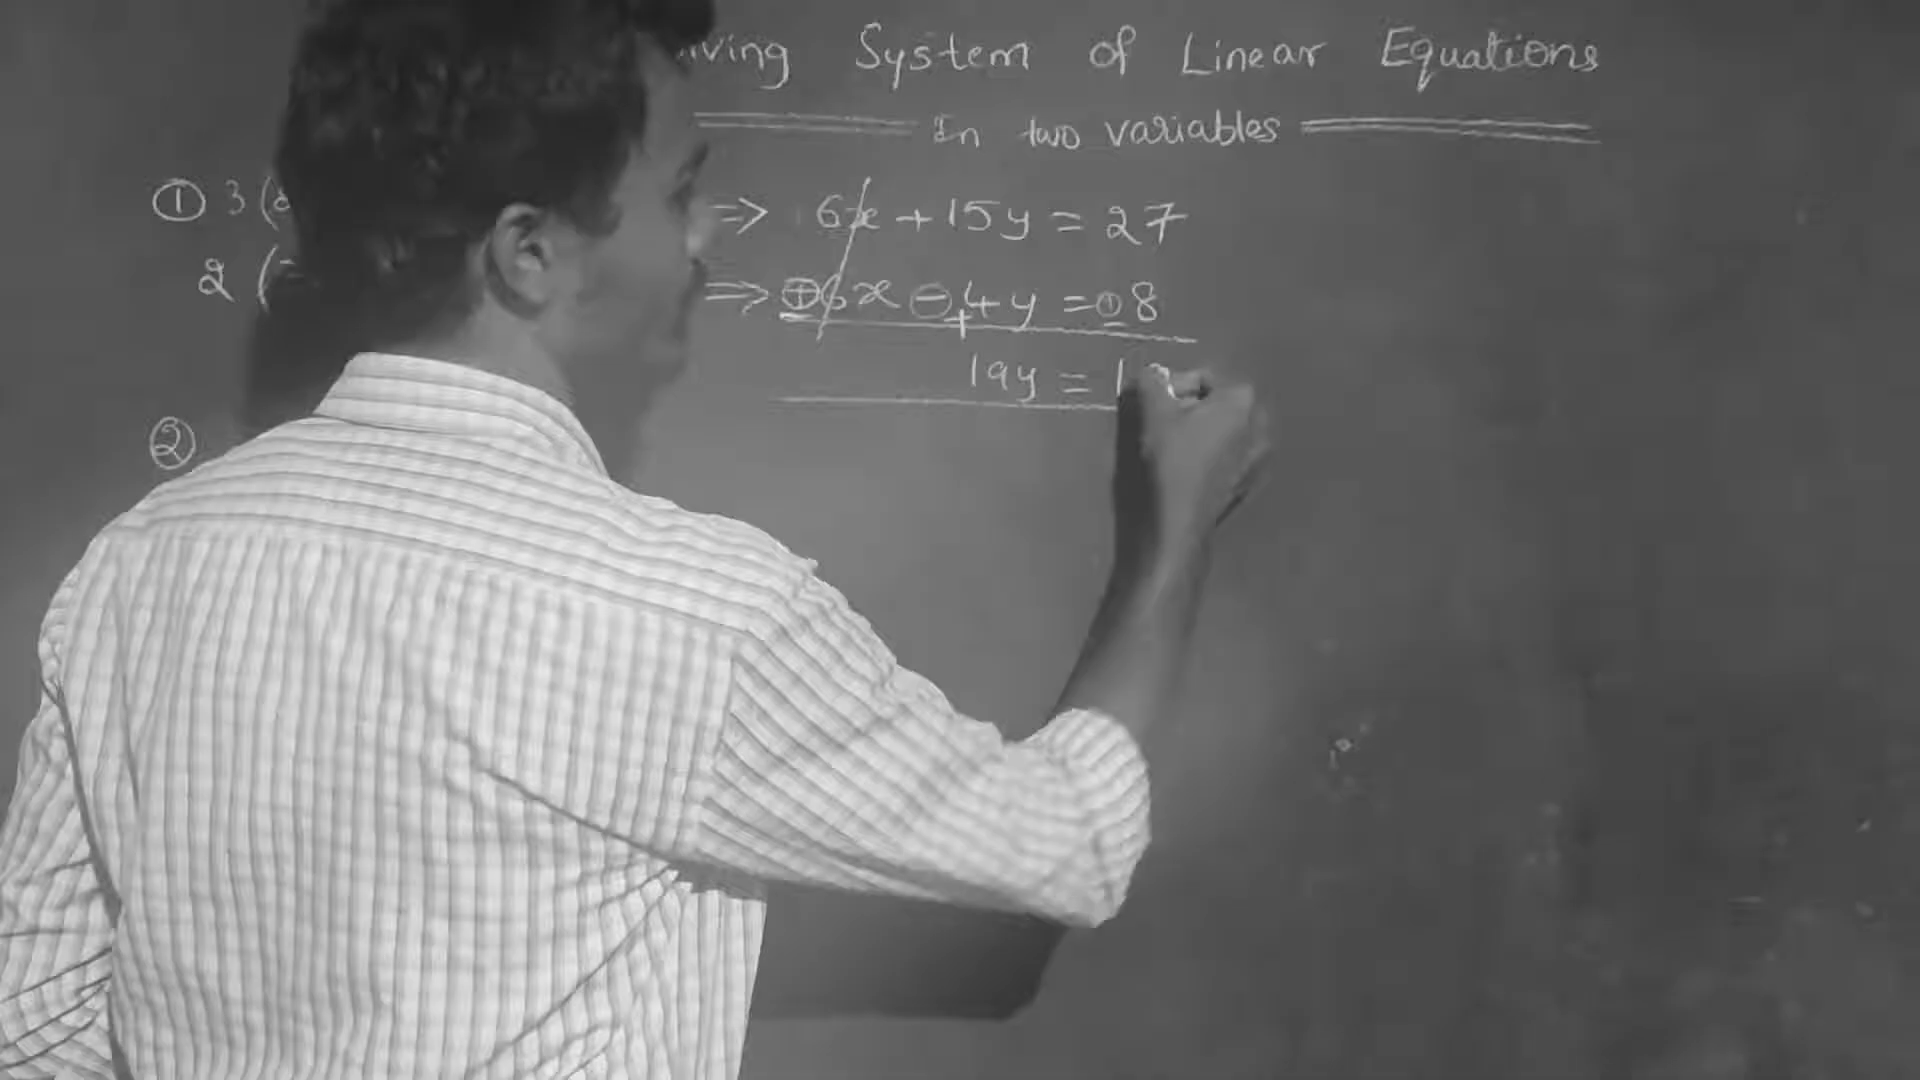 System of Linear Equations
In two variables
① 3 ( ⇒ 6x + 15y = 27
2 ( ⇒ ⊕6x ⊖ 4y = 8
+
19y = 1
②